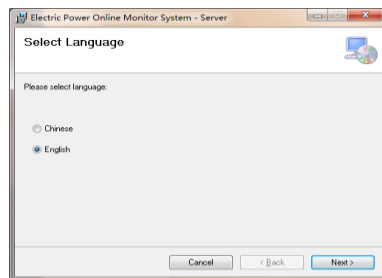 Electric Power Online Monitor System - Server
Select Language
Please select language:
Chinese
English
Cancel
< Back
Next >